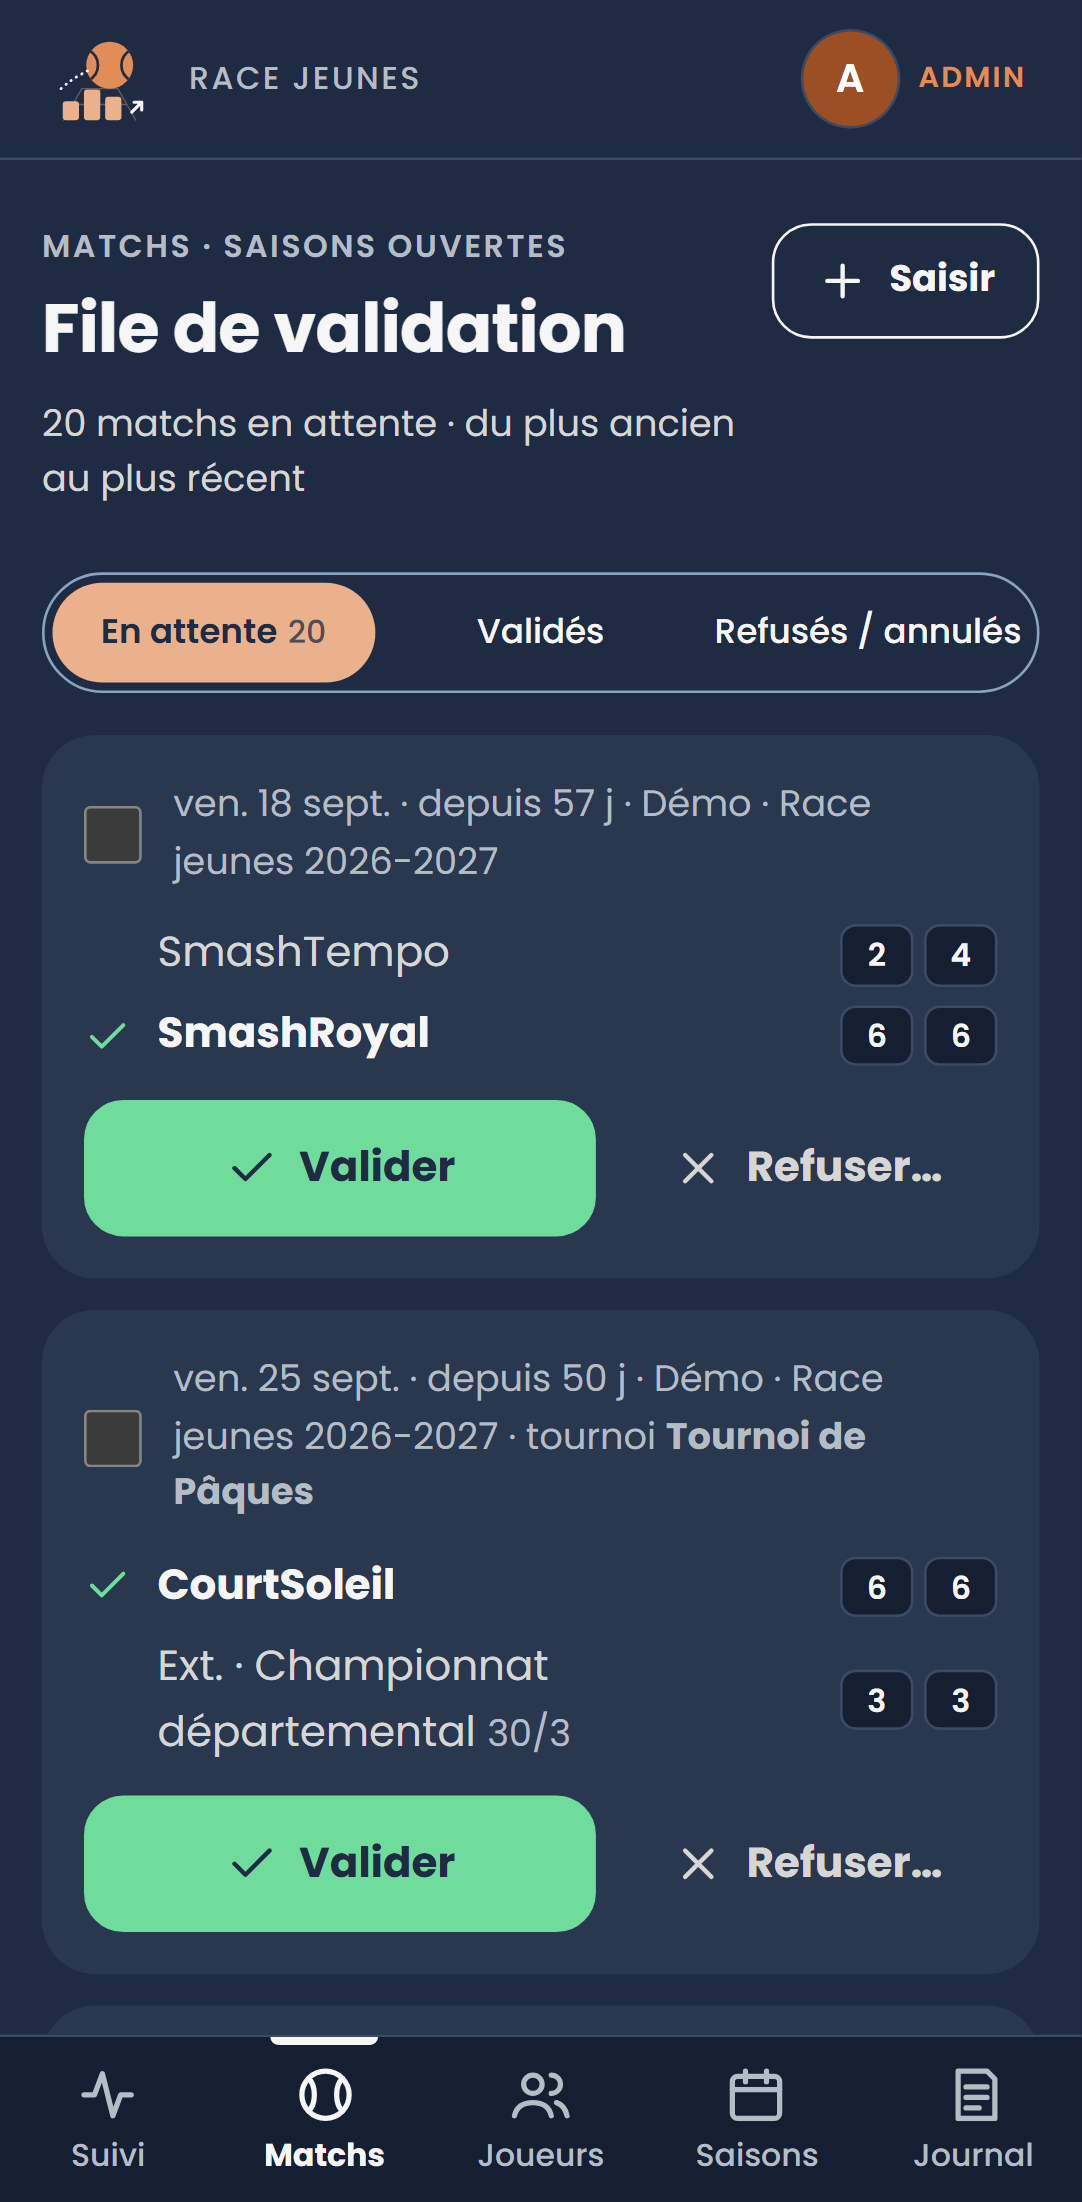 RACE JEUNES
A ADMIN
MATCHS · SAISONS OUVERTES
Saisir
File de validation
20 matchs en attente · du plus ancien
au plus récent
En attente 20 Validés Refusés / annulés
ven. 18 sept. · depuis 57 j · Démo · Race
jeunes 2026-2027
SmashTempo 2 4
SmashRoyal 6 6
Valider Refuser...
ven. 25 sept. · depuis 50 j · Démo · Race
jeunes 2026-2027 · tournoi Tournoi de
Pâques
CourtSoleil 6 6
Ext. · Championnat
départemental 30/3 3 3
Valider Refuser...
Suivi Matchs Joueurs Saisons Journal